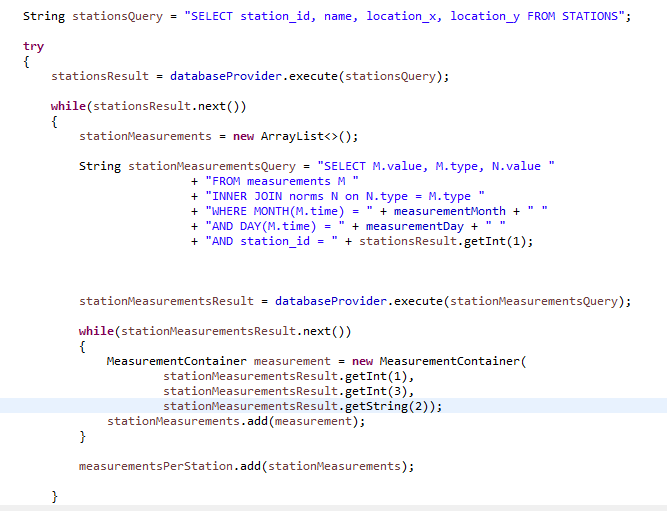 String stationsQuery = "SELECT station_id, name, location_x, location_y FROM STATIONS";
try
{
stationsResult = databaseProvider.execute(stationsQuery);
while(stationsResult.next())
{
stationMeasurements = new ArrayList<>();
String stationMeasurementsQuery = "SELECT M.value, M.type, N.value "
+ "FROM measurements M "
+ "INNER JOIN norms N on N.type = M.type "
+ "WHERE MONTH(M.time) = " + measurementMonth + " "
+ "AND DAY(M.time) = " + measurementDay + " "
+ "AND station_id = " + stationsResult.getInt(1);
stationMeasurementsResult = databaseProvider.execute(stationMeasurementsQuery);
while(stationMeasurementsResult.next())
{
MeasurementContainer measurement = new MeasurementContainer(
stationMeasurementsResult.getInt(1),
stationMeasurementsResult.getInt(3),
stationMeasurementsResult.getString(2));
stationMeasurements.add(measurement);
}
measurementsPerStation.add(stationMeasurements);
}